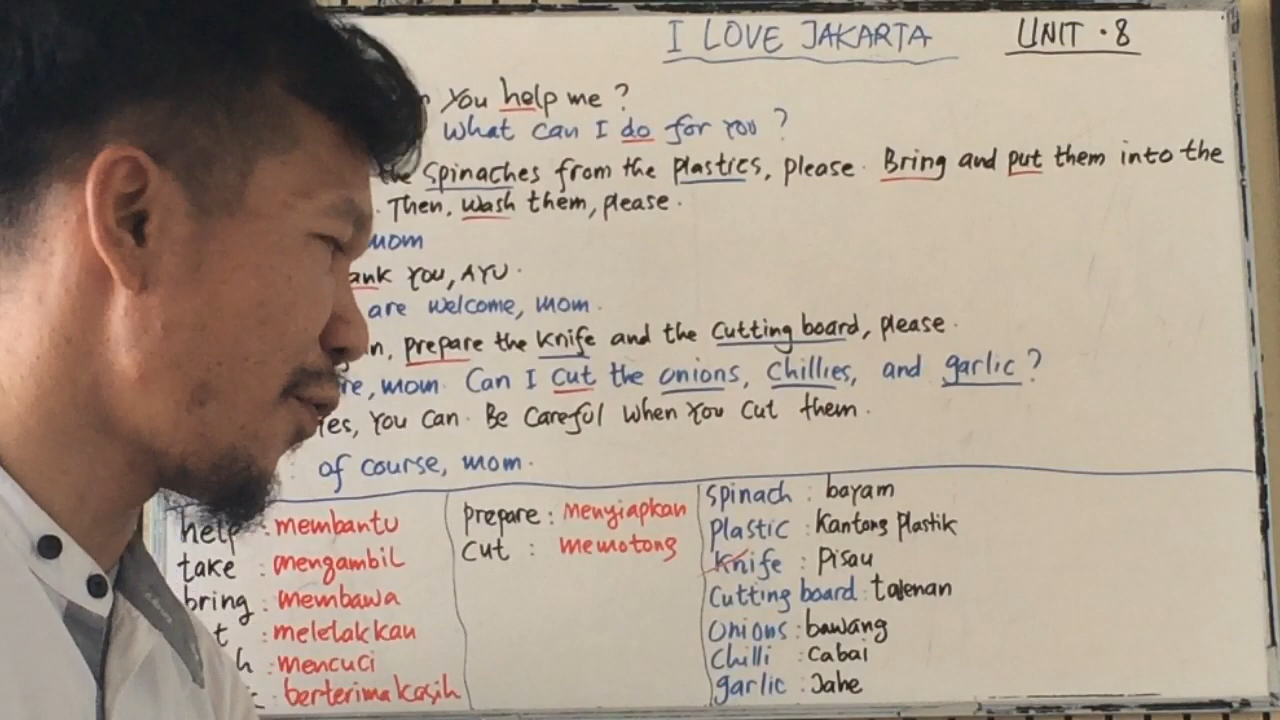 I LOVE JAKARTA UNIT · 8
You help me ?
What can I do for you ?
the Spinaches from the plastics, please. Bring and put them into the
. Then, wash them, please.
mom
ank you, AYU.
are welcome, mom.
n, prepare the knife and the cutting board, please.
re, mom. Can I cut the onions, chillies, and garlic ?
Yes, you can. Be careful when you cut them.
of course, mom.
help : membantu
take : mengambil
bring : membawa
t : meletakkan
h : mencuci
: berterima kasih
prepare : menyiapkan
cut : memotong
spinach : bayam
plastic : kantong plastik
knife : pisau
cutting board : talenan
onions : bawang
chilli : cabai
garlic : Jahe